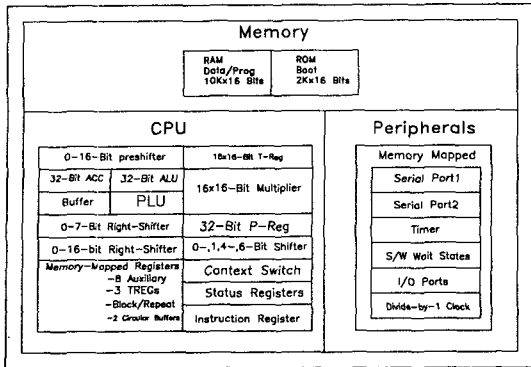 Memory
RAM
Data/Prog
10Kx16 Bits
ROM
Boot
2Kx16 Bits
CPU
0-16-Bit preshifter
16x16-Bit T-Reg
32-Bit ACC
32-Bit ALU
Buffer
PLU
16x16-Bit Multiplier
0-7-Bit Right-Shifter
32-Bit P-Reg
0-16-bit Right-Shifter
0-,1,4-,6-Bit Shifter
Memory-Mapped Registers
-8 Auxiliary
-3 TREGs
-Block/Repeat
-2 Circular Buffers
Context Switch
Status Registers
Instruction Register
Peripherals
Memory Mapped
Serial Port1
Serial Port2
Timer
S/W Wait States
I/O Ports
Divide-by-1 Clock